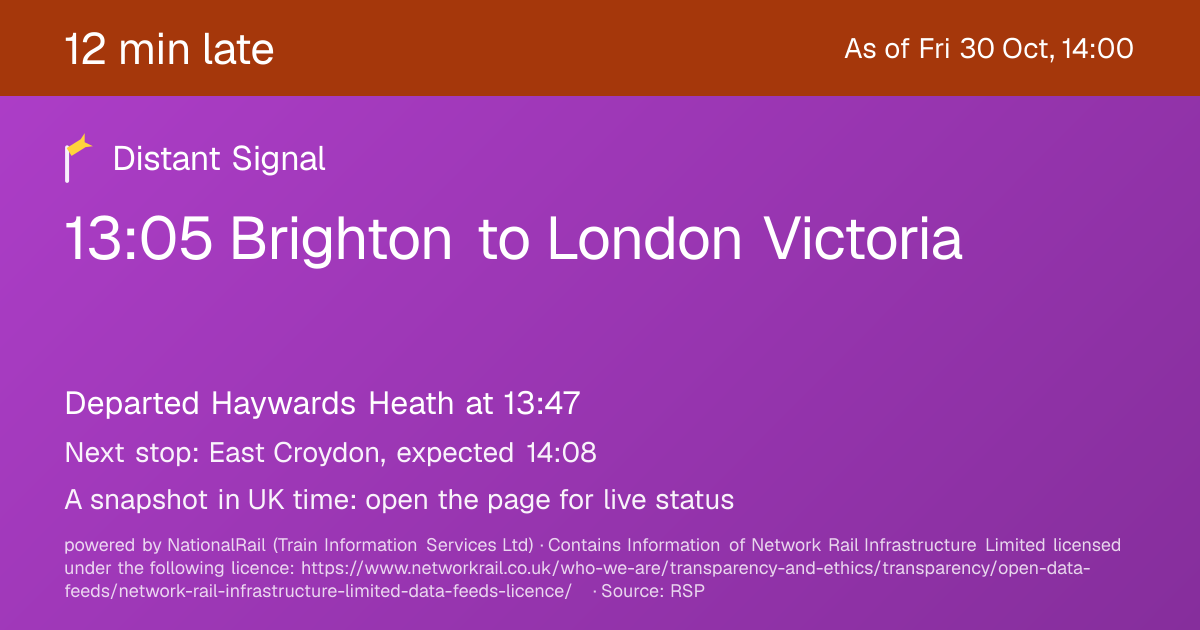 12 min late
As of Fri 30 Oct, 14:00
Distant Signal
13:05 Brighton to London Victoria
Departed Haywards Heath at 13:47
Next stop: East Croydon, expected 14:08
A snapshot in UK time: open the page for live status
powered by NationalRail (Train Information Services Ltd) · Contains Information of Network Rail Infrastructure Limited licensed
under the following licence: https://www.networkrail.co.uk/who-we-are/transparency-and-ethics/transparency/open-data-
feeds/network-rail-infrastructure-limited-data-feeds-licence/ · Source: RSP